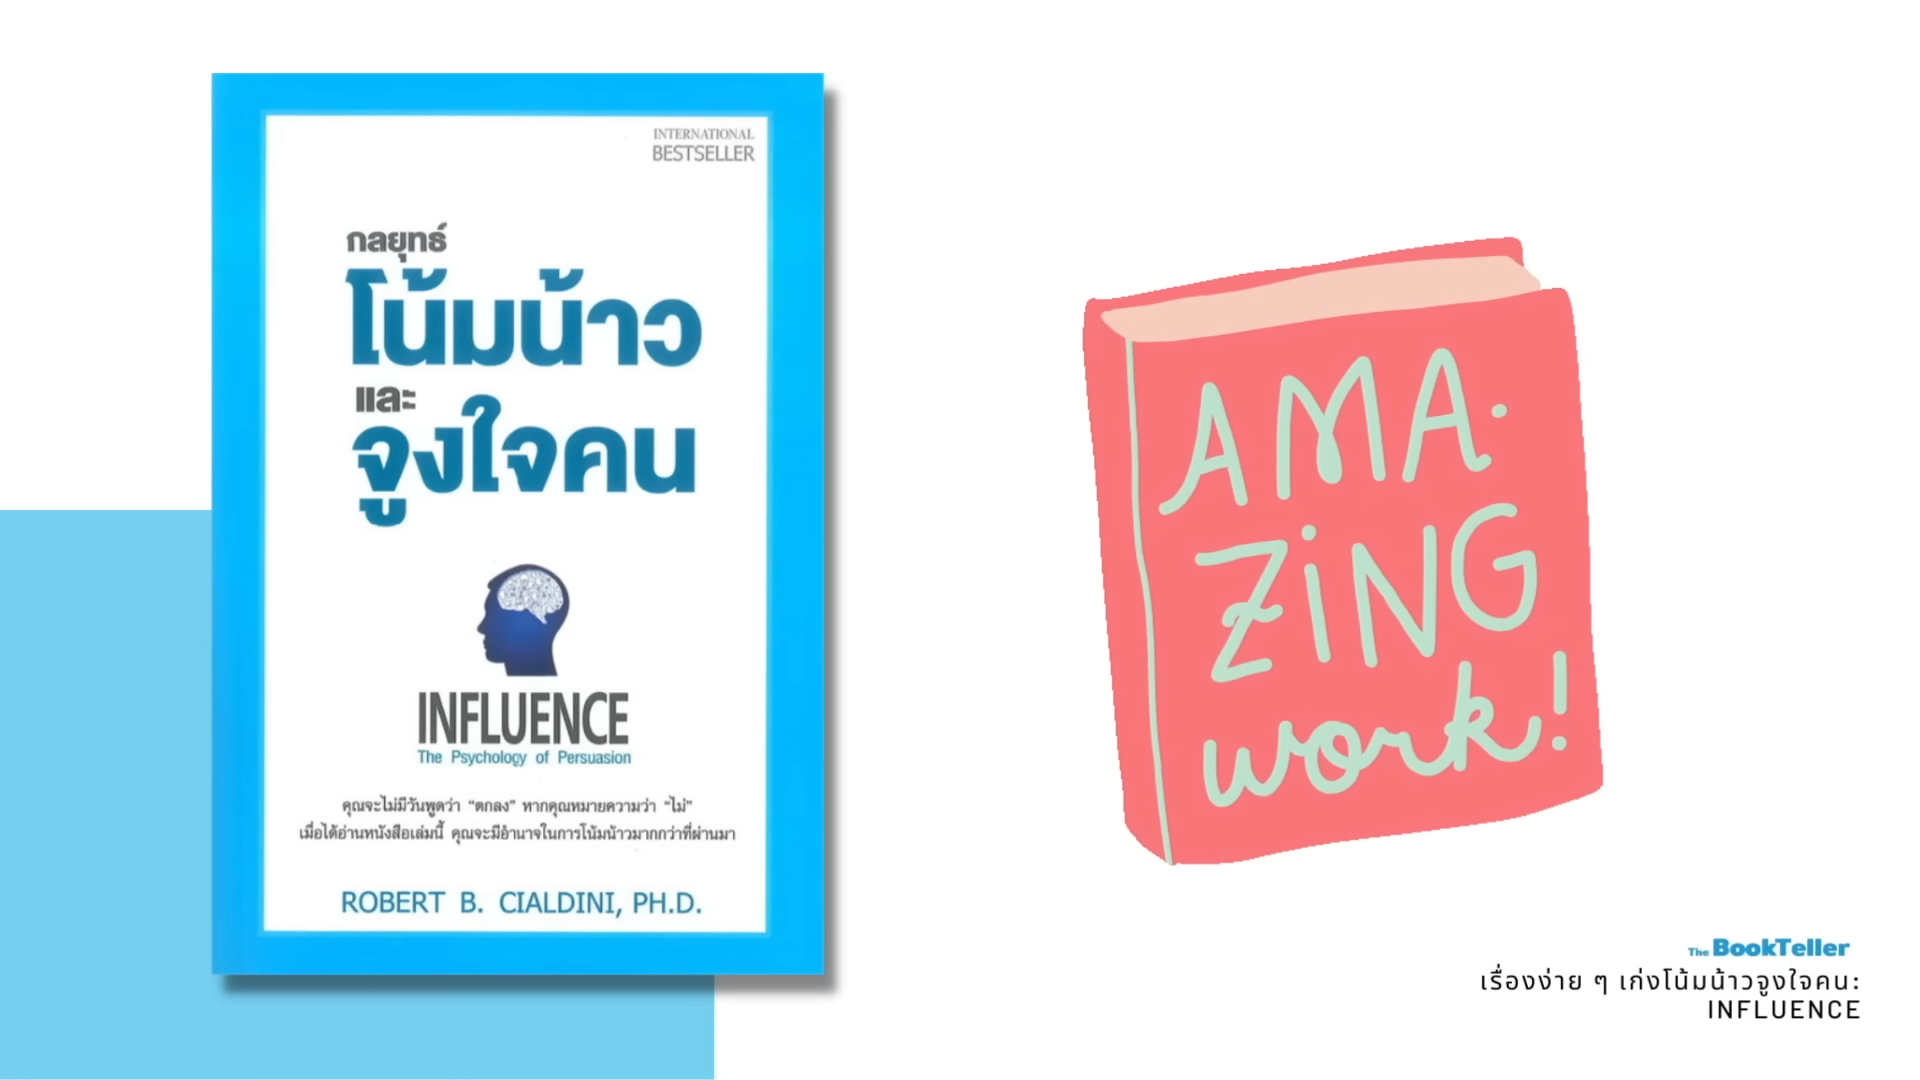 INTERNATIONAL
BESTSELLER
กลยุทธ์
โน้มน้าว
และ
จูงใจคน
INFLUENCE
The Psychology of Persuasion
คุณจะไม่มีวันพูดว่า “ตกลง” หากคุณหมายความว่า “ไม่”
เมื่อได้อ่านหนังสือเล่มนี้ คุณจะมีอำนาจในการโน้มน้าวมากกว่าที่ผ่านมา
ROBERT B. CIALDINI, PH.D.
AMA-
ZiNG
work!
The BookTeller
เรื่องง่าย ๆ เก่งโน้มน้าวจูงใจคน:
INFLUENCE